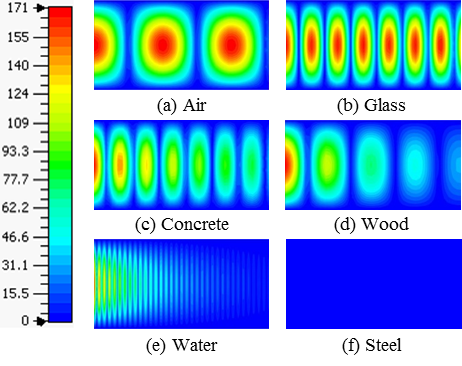 171
155
140
124
109
93.3
77.7
62.2
46.6
31.1
15.5
0
(a) Air
(b) Glass
(c) Concrete
(d) Wood
(e) Water
(f) Steel